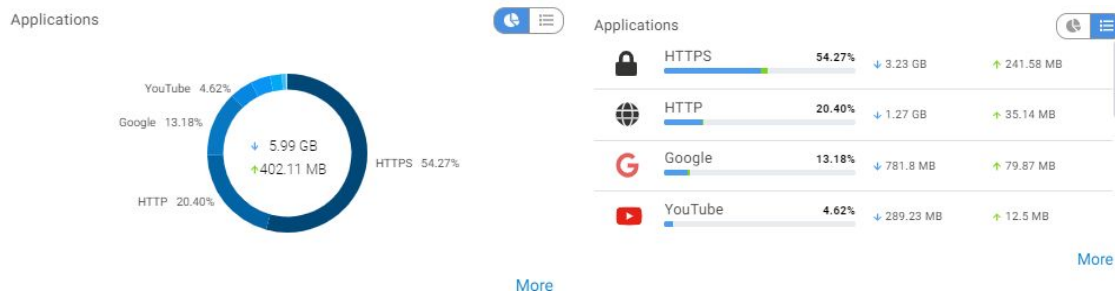 Applications
YouTube 4.62%
Google 13.18%
↓ 5.99 GB
↑402.11 MB
HTTPS 54.27%
HTTP 20.40%
More
Applications
HTTPS 54.27% ↓ 3.23 GB ↑ 241.58 MB
HTTP 20.40% ↓ 1.27 GB ↑ 35.14 MB
Google 13.18% ↓ 781.8 MB ↑ 79.87 MB
YouTube 4.62% ↓ 289.23 MB ↑ 12.5 MB
More